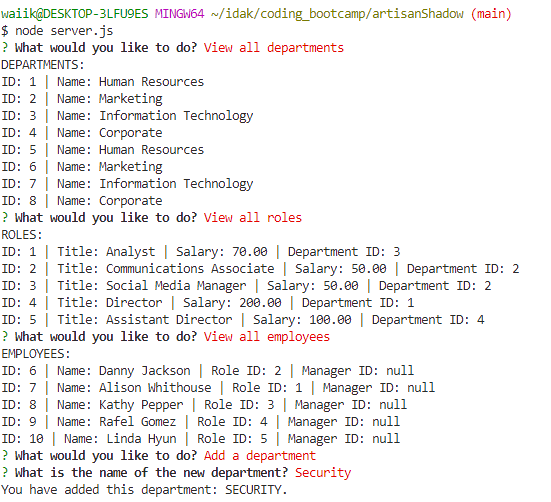 waiik@DESKTOP-3LFU9ES MINGW64 ~/idak/coding_bootcamp/artisanShadow (main)
$ node server.js
? What would you like to do? View all departments
DEPARTMENTS:
ID: 1 | Name: Human Resources
ID: 2 | Name: Marketing
ID: 3 | Name: Information Technology
ID: 4 | Name: Corporate
ID: 5 | Name: Human Resources
ID: 6 | Name: Marketing
ID: 7 | Name: Information Technology
ID: 8 | Name: Corporate
? What would you like to do? View all roles
ROLES:
ID: 1 | Title: Analyst | Salary: 70.00 | Department ID: 3
ID: 2 | Title: Communications Associate | Salary: 50.00 | Department ID: 2
ID: 3 | Title: Social Media Manager | Salary: 50.00 | Department ID: 2
ID: 4 | Title: Director | Salary: 200.00 | Department ID: 1
ID: 5 | Title: Assistant Director | Salary: 100.00 | Department ID: 4
? What would you like to do? View all employees
EMPLOYEES:
ID: 6 | Name: Danny Jackson | Role ID: 2 | Manager ID: null
ID: 7 | Name: Alison Whithouse | Role ID: 1 | Manager ID: null
ID: 8 | Name: Kathy Pepper | Role ID: 3 | Manager ID: null
ID: 9 | Name: Rafel Gomez | Role ID: 4 | Manager ID: null
ID: 10 | Name: Linda Hyun | Role ID: 5 | Manager ID: null
? What would you like to do? Add a department
? What is the name of the new department? Security
You have added this department: SECURITY.